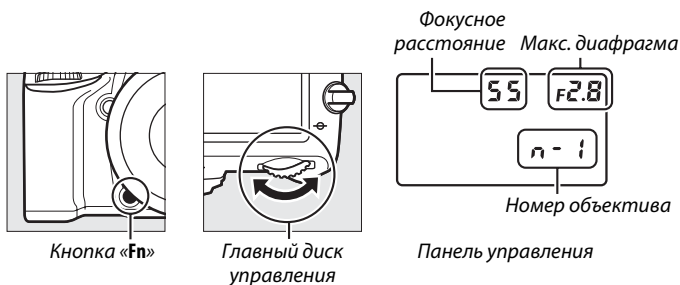 Фокусное
расстояние Макс. диафрагма
55 F2.8
n - 1
Номер объектива
Кнопка «Fn» Главный диск Панель управления
управления